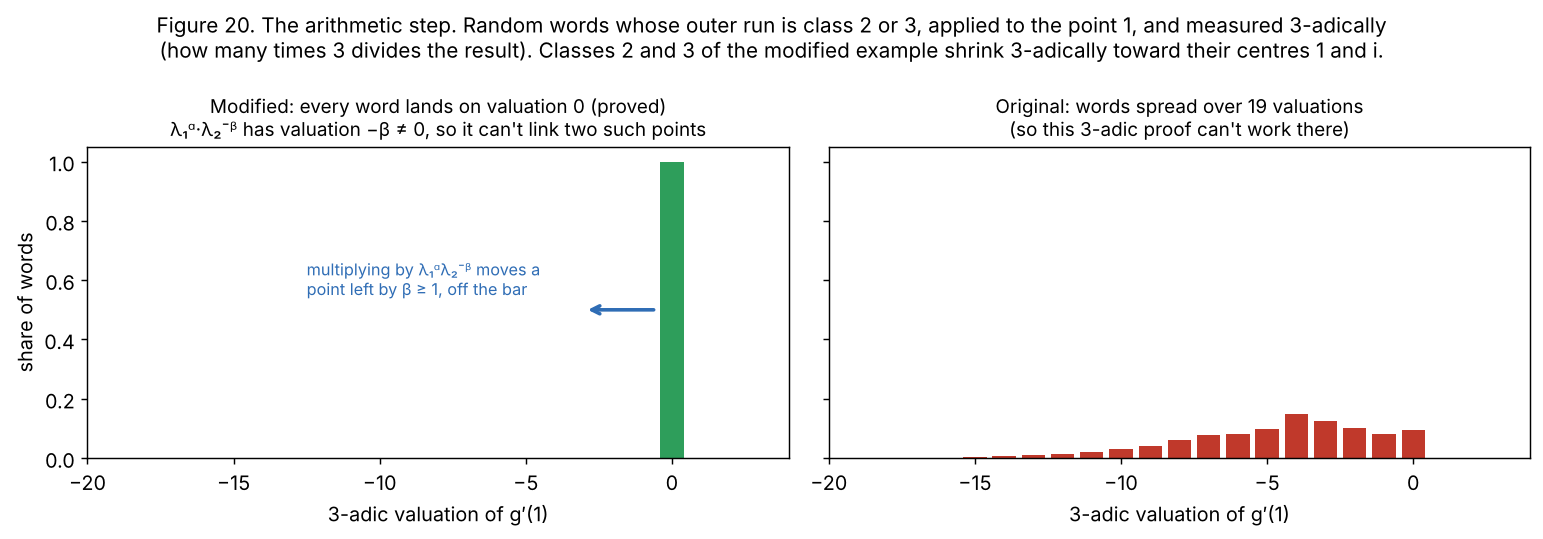 Figure 20. The arithmetic step. Random words whose outer run is class 2 or 3, applied to the point 1, and measured 3-adically
(how many times 3 divides the result). Classes 2 and 3 of the modified example shrink 3-adically toward their centres 1 and i.
Modified: every word lands on valuation 0 (proved)
λ₁ᵅ·λ₂⁻ᵝ has valuation −β ≠ 0, so it can't link two such points
Original: words spread over 19 valuations
(so this 3-adic proof can't work there)
share of words
1.0
0.8
0.6
0.4
0.2
0.0
multiplying by λ₁ᵅλ₂⁻ᵝ moves a
point left by β ≥ 1, off the bar
−20 −15 −10 −5 0
−20 −15 −10 −5 0
3-adic valuation of g′(1)
3-adic valuation of g′(1)